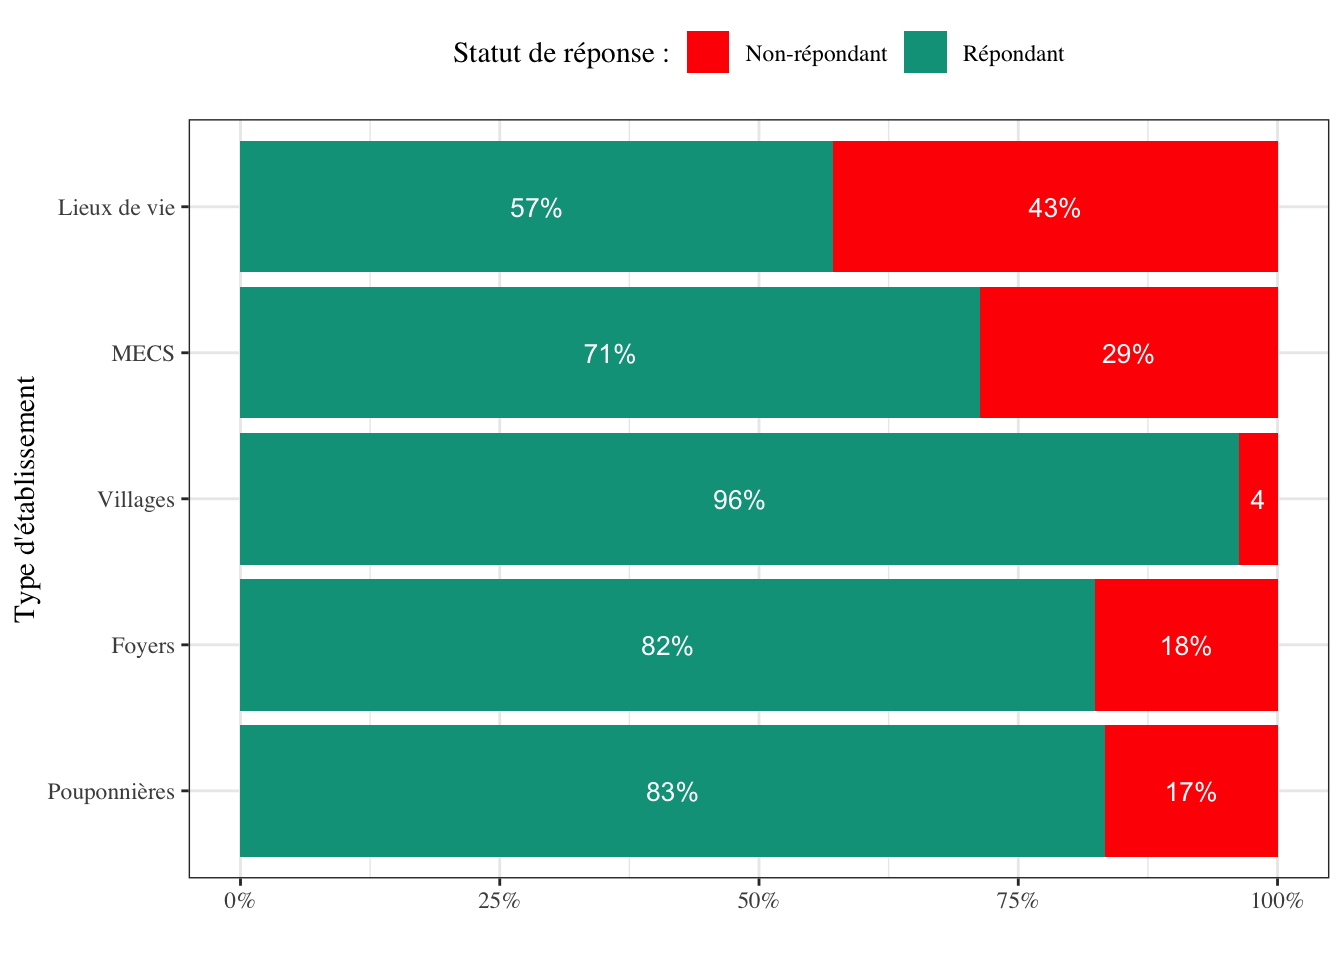 Statut de réponse : Non-répondant Répondant
Lieux de vie 57% 43%
MECS 71% 29%
Villages 96% 4
Foyers 82% 18%
Pouponnières 83% 17%
0% 25% 50% 75% 100%
Type d'établissement